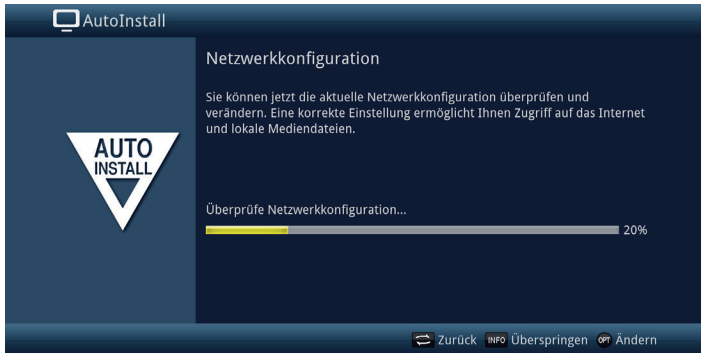 AutoInstall
Netzwerkkonfiguration
Sie können jetzt die aktuelle Netzwerkkonfiguration überprüfen und
verändern. Eine korrekte Einstellung ermöglicht Ihnen Zugriff auf das Internet
und lokale Mediendateien.
AUTO
INSTALL
Überprüfe Netzwerkkonfiguration...
20%
Zurück INFO Überspringen OPT Ändern